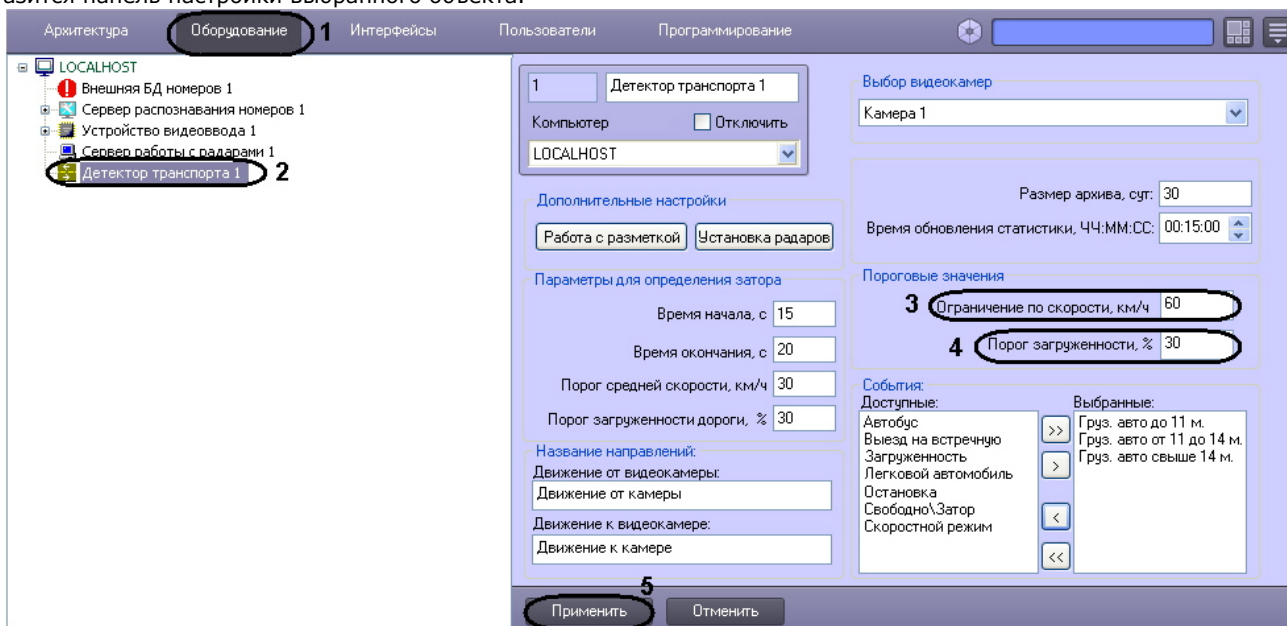 азится панель настройки выбранного объекта.
Архитектура Оборудование 1 Интерфейсы Пользователи Программирование
LOCALHOST
Внешняя БД номеров 1
Сервер распознавания номеров 1
Устройство видеоввода 1
Сервер работы с радарами 1
Детектор транспорта 1 2
1 Детектор транспорта 1
Компьютер Отключить
LOCALHOST
Дополнительные настройки
Работа с разметкой Установка радаров
Параметры для определения затора
Время начала, с 15
Время окончания, с 20
Порог средней скорости, км/ч 30
Порог загруженности дороги, % 30
Название направлений:
Движение от видеокамеры:
Движение от камеры
Движение к видеокамере:
Движение к камере
Выбор видеокамер
Камера 1
Размер архива, сут: 30
Время обновления статистики, ЧЧ:ММ:СС: 00:15:00
Пороговые значения
3 Ограничение по скорости, км/ч 60
4 Порог загруженности, % 30
События:
Доступные:
Автобус
Выезд на встречную
Загруженность
Легковой автомобиль
Остановка
Свободно\Затор
Скоростной режим
>>
>
<
<<
Выбранные:
Груз. авто до 11 м.
Груз. авто от 11 до 14 м.
Груз. авто свыше 14 м.
5
Применить Отменить